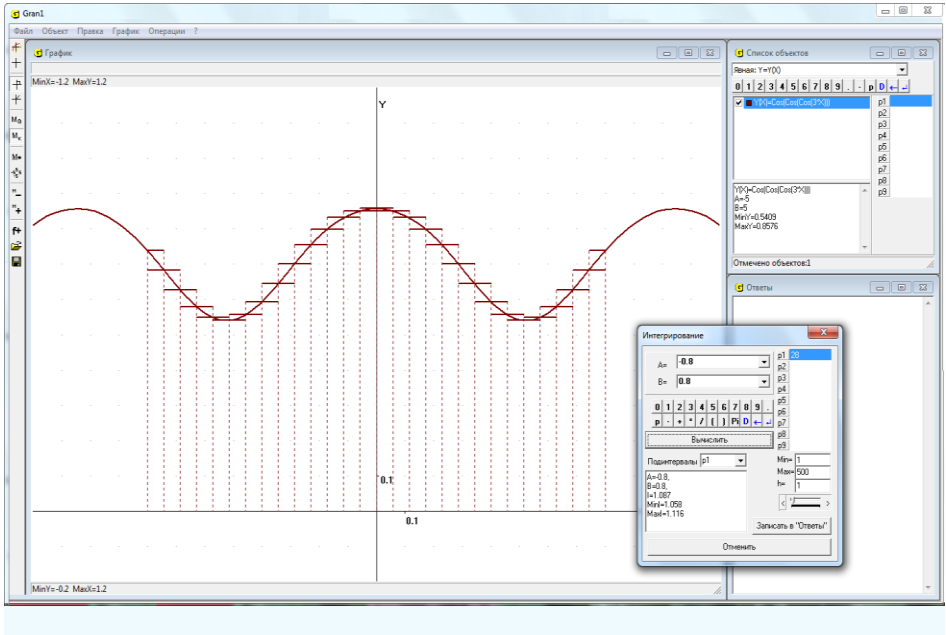 Gran1
Файл Объект Правка График Операции ?
График
MinX=-1.2 MaxY=1.2
Y
0.1
0.1
MinY=-0.2 MaxX=1.2
Список объектов
Явная: Y=Y(X)
0 1 2 3 4 5 6 7 8 9 . - p D ← ↵
Y(X)=Cos(Cos(Cos(3*X)))
p1
p2
p3
p4
p5
p6
p7
p8
p9
Y(X)=Cos(Cos(Cos(3*X)))
A=-5
B=5
MinY=0.5409
MaxY=0.8576
Отмечено объектов:1
Ответы
Интегрирование
A= -0.8
B= 0.8
0 1 2 3 4 5 6 7 8 9 .
p - + * / ( ) Pi D ← ↵
Вычислить
Подинтервалы p1
A=-0.8,
B=0.8,
I=1.087
MinI=1.058
MaxI=1.116
p1 28
p2
p3
p4
p5
p6
p7
p8
p9
Min= 1
Max= 500
h= 1
< >
Записать в "Ответы"
Отменить